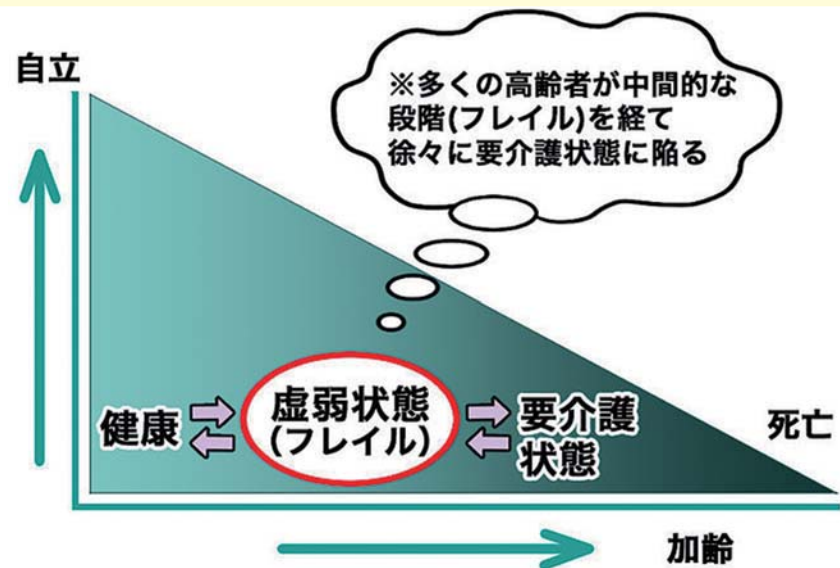 自立
※多くの高齢者が中間的な
段階(フレイル)を経て
徐々に要介護状態に陥る
健康
虚弱状態
(フレイル)
要介護
状態
死亡
加齢